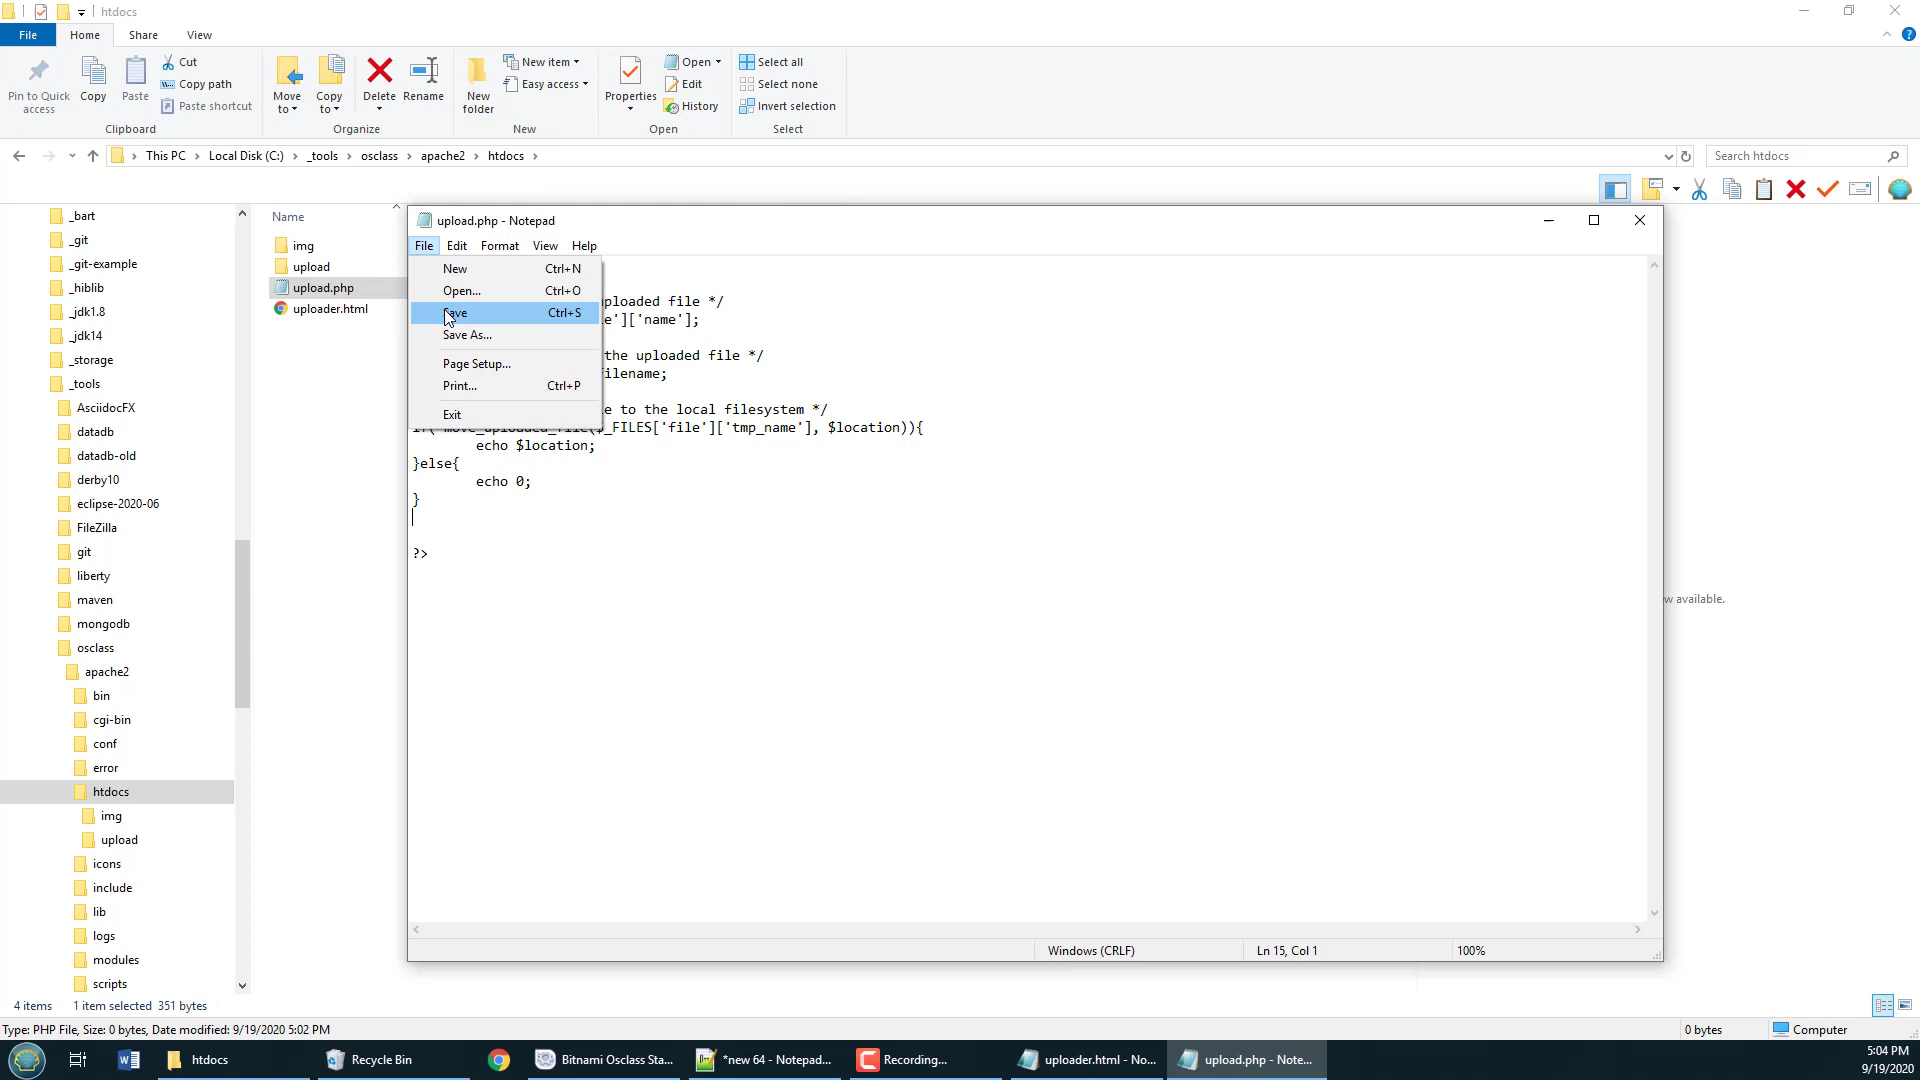 htdocs
File Home Share View
Pin to Quick access
Copy
Paste
Cut
Copy path
Paste shortcut
Clipboard
Move to
Copy to
Delete
Rename
Organize
New folder
New item
Easy access
New
Properties
Open
Edit
History
Open
Select all
Select none
Invert selection
Select
This PC > Local Disk (C:) > _tools > osclass > apache2 > htdocs >
Search htdocs
_bart
_git
_git-example
_hiblib
_jdk1.8
_jdk14
_storage
_tools
AsciidocFX
datadb
datadb-old
derby10
eclipse-2020-06
FileZilla
git
liberty
maven
mongodb
osclass
apache2
bin
cgi-bin
conf
error
htdocs
img
upload
icons
include
lib
logs
modules
scripts
Name
img
upload
upload.php
uploader.html
upload.php - Notepad
File Edit Format View Help
New Ctrl+N
Open... Ctrl+O
Save Ctrl+S
Save As...
Page Setup...
Print... Ctrl+P
Exit
ploaded file */
e']['name'];
the uploaded file */
ilename;
e to the local filesystem */
if( move_uploaded_file($_FILES['file']['tmp_name'], $location)){
echo $location;
}else{
echo 0;
}
?>
Windows (CRLF) Ln 15, Col 1 100%
w available.
4 items 1 item selected 351 bytes
Type: PHP File, Size: 0 bytes, Date modified: 9/19/2020 5:02 PM
0 bytes Computer
htdocs
Recycle Bin
Bitnami Osclass Sta...
*new 64 - Notepad...
Recording...
uploader.html - No...
upload.php - Note...
5:04 PM
9/19/2020